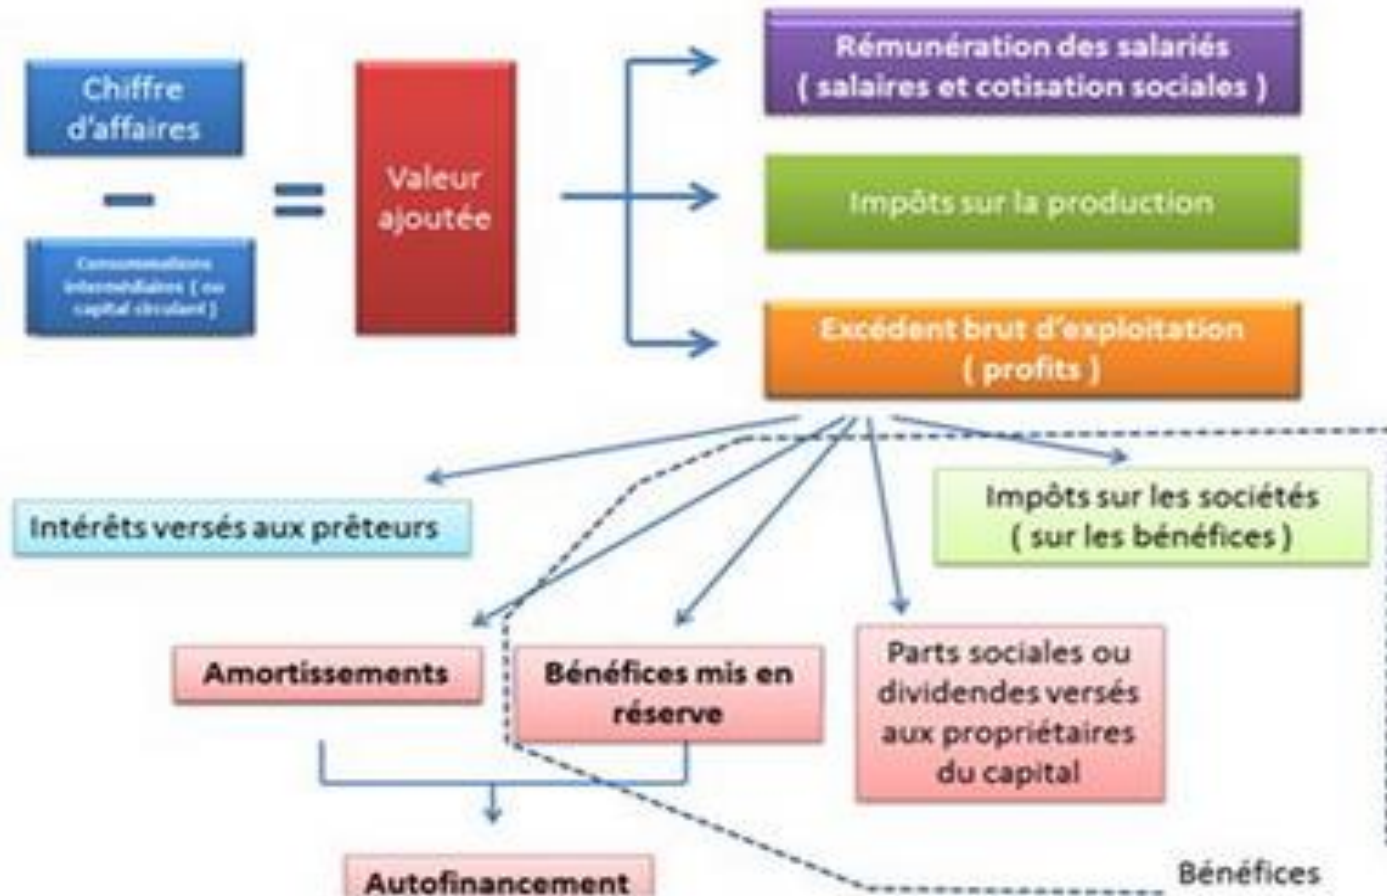 Chiffre
d'affaires
–
Consommations
intermédiaires ( ou
capital circulant )
=
Valeur
ajoutée
Rémunération des salariés
( salaires et cotisation sociales )
Impôts sur la production
Excédent brut d'exploitation
( profits )
Intérêts versés aux prêteurs
Impôts sur les sociétés
( sur les bénéfices )
Amortissements
Bénéfices mis en
réserve
Parts sociales ou
dividendes versés
aux propriétaires
du capital
Autofinancement
Bénéfices